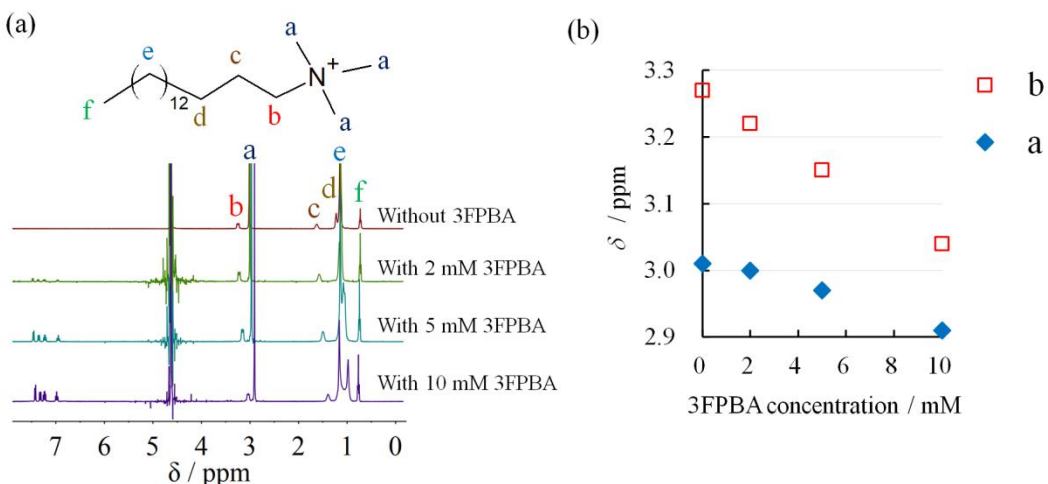 (a)
a
e
c
N+
a
12
f
d
b
a
a
e
d
b
c
f
Without 3FPBA
With 2 mM 3FPBA
With 5 mM 3FPBA
With 10 mM 3FPBA
7 6 5 4 3 2 1 0
δ / ppm
(b)
3.3
3.2
3.1
3.0
2.9
δ / ppm
0 2 4 6 8 10
3FPBA concentration / mM
b
a